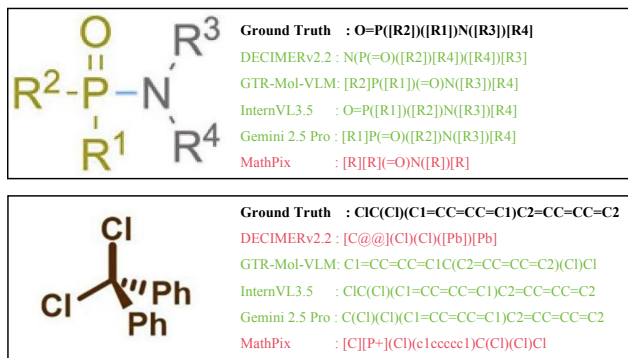 O
R³
R² P N
R¹ R⁴
Ground Truth : O=P([R2])([R1])N([R3])[R4]
DECIMERv2.2 : N(P(=O)([R2])[R4])([R4])[R3]
GTR-Mol-VLM: [R2]P([R1])(=O)N([R3])[R4]
InternVL3.5 : O=P([R1])([R2])N([R3])[R4]
Gemini 2.5 Pro : [R1]P(=O)([R2])N([R3])[R4]
MathPix : [R][R](=O)N([R])[R]
Cl
Cl
Ph
Ph
Ground Truth : ClC(Cl)(C1=CC=CC=C1)C2=CC=CC=C2
DECIMERv2.2 : [C@@](Cl)(Cl)([Pb])[Pb]
GTR-Mol-VLM: C1=CC=CC=C1C(C2=CC=CC=C2)(Cl)Cl
InternVL3.5 : ClC(Cl)(C1=CC=CC=C1)C2=CC=CC=C2
Gemini 2.5 Pro : C(Cl)(Cl)(C1=CC=CC=C1)C2=CC=CC=C2
MathPix : [C][P+](Cl)(c1ccccc1)C(Cl)(Cl)Cl